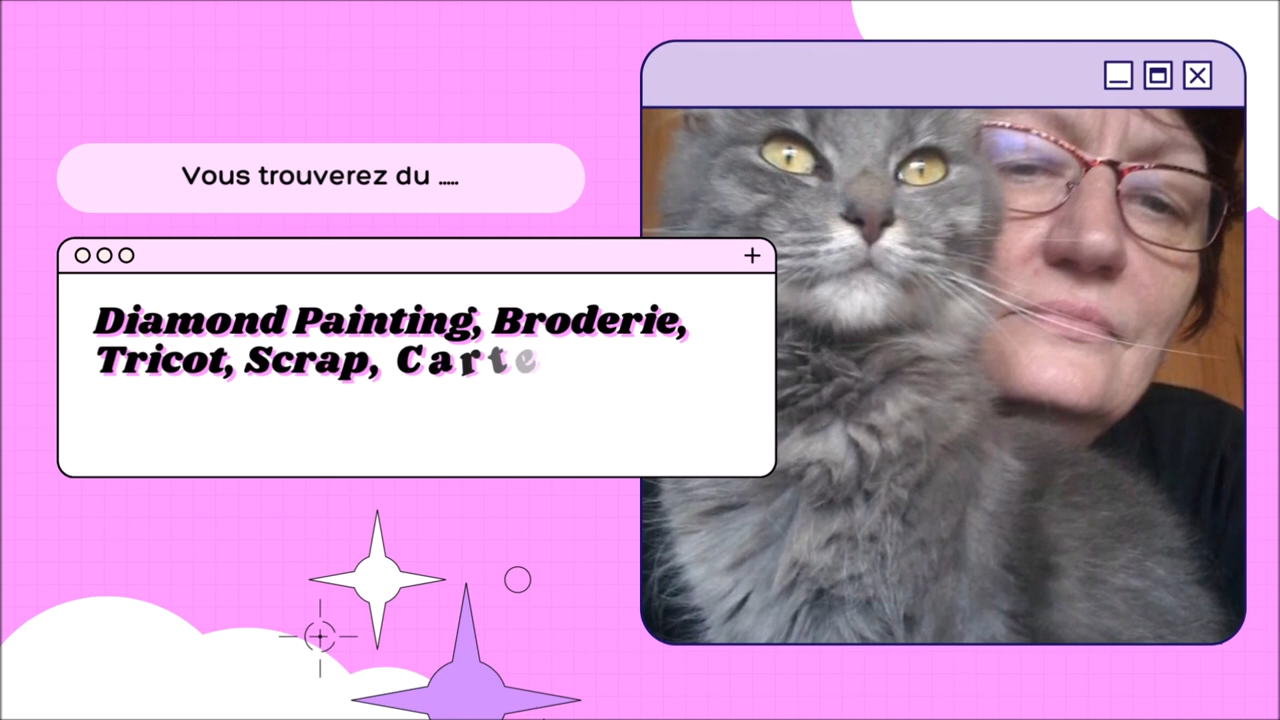 Vous trouverez du .....
Diamond Painting, Broderie,
Tricot, Scrap, Carte